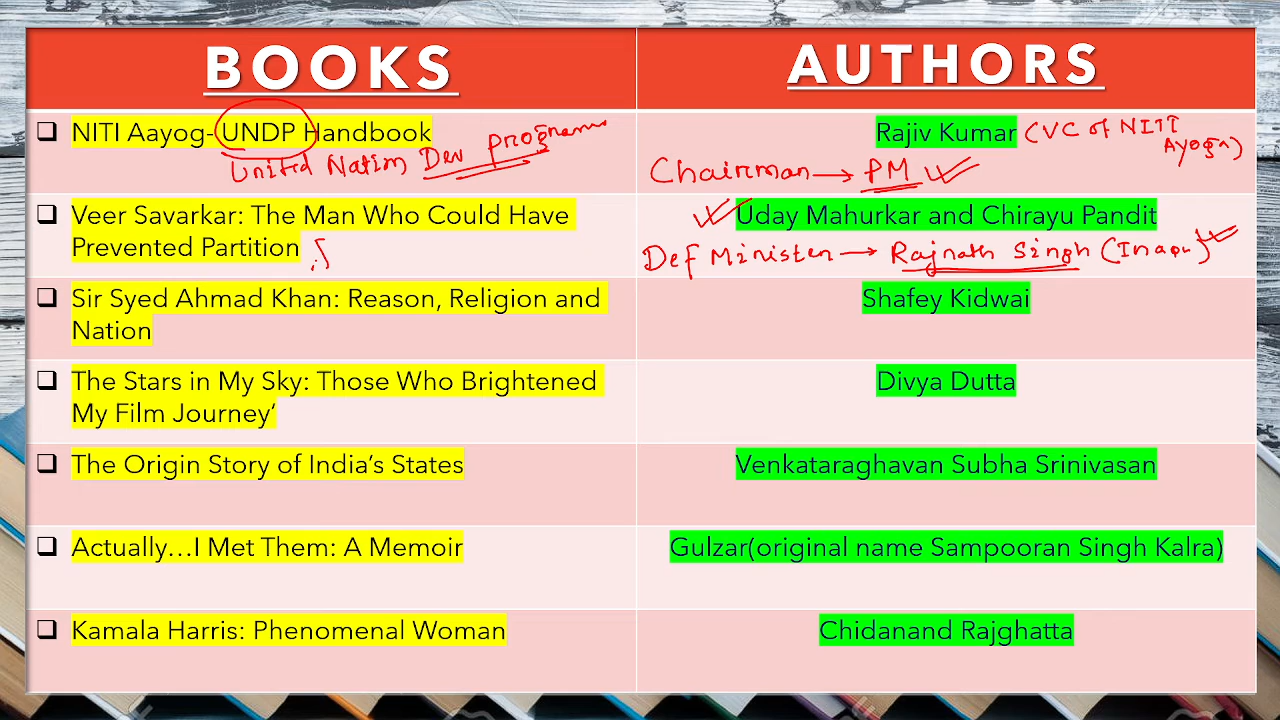 BOOKS
AUTHORS
NITI Aayog- UNDP Handbook
Rajiv Kumar (VC of NITI
Ayoga)
United Nation Dev programe
Chairman → PM
Veer Savarkar: The Man Who Could Have
Prevented Partition
Uday Mahurkar and Chirayu Pandit
Def Minister → Rajnath Singh (Inagu)
Sir Syed Ahmad Khan: Reason, Religion and
Nation
Shafey Kidwai
The Stars in My Sky: Those Who Brightened
My Film Journey’
Divya Dutta
The Origin Story of India’s States
Venkataraghavan Subha Srinivasan
Actually...I Met Them: A Memoir
Gulzar(original name Sampooran Singh Kalra)
Kamala Harris: Phenomenal Woman
Chidanand Rajghatta